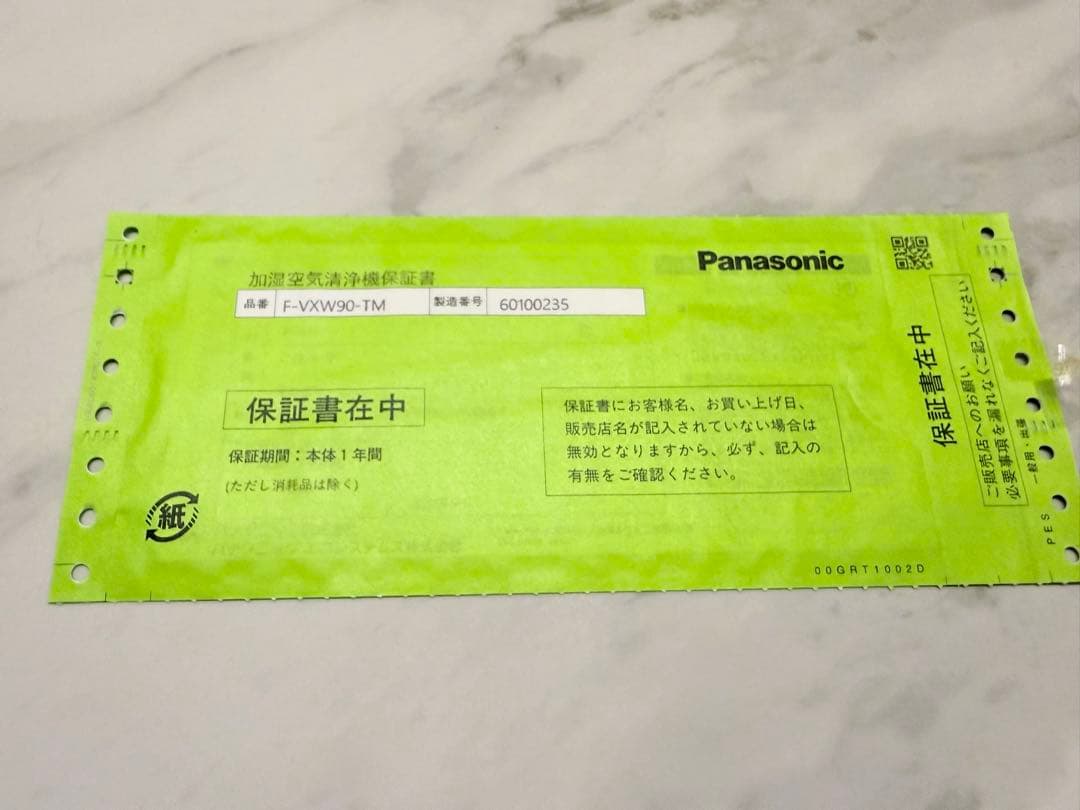 Panasonic
加湿空気清浄機保証書
品番 F-VXW90-TM 製造番号 60100235
保証書在中
保証期間：本体1年間
(ただし消耗品は除く)
紙
保証書にお客様名、お買い上げ日、
販売店名が記入されていない場合は
無効となりますから、必ず、記入の
有無をご確認ください。
00GRT1002D
保証書在中
ご販売店へのお願い
必要事項を漏れなくご記入ください
一般用・出荷
PES